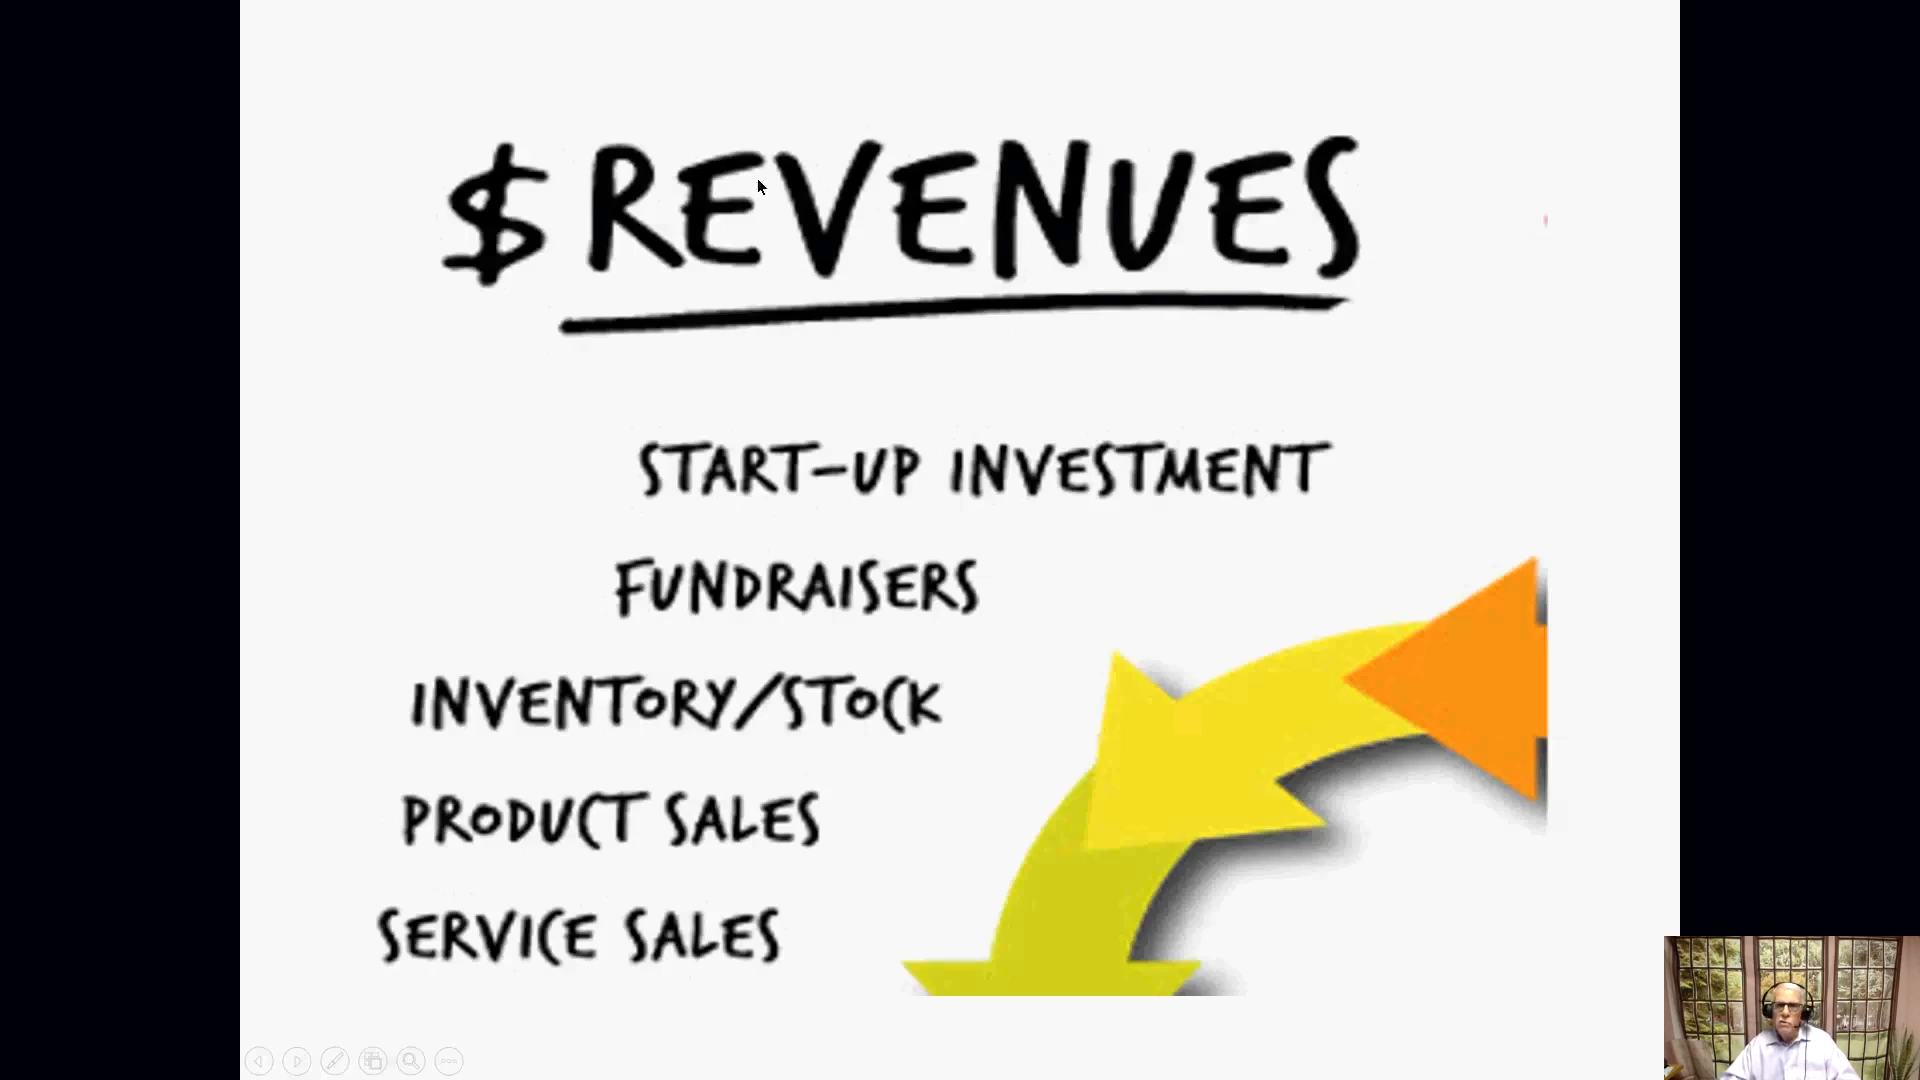 $ REVENUES
START-UP INVESTMENT
FUNDRAISERS
INVENTORY/STOCK
PRODUCT SALES
SERVICE SALES